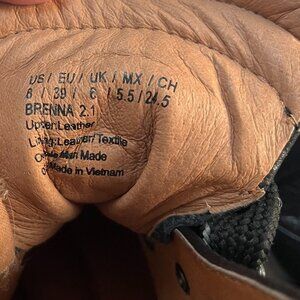 US / EU / UK / MX / CH
8 / 39 / 6 / 5.5 / 24.5
BRENNA 2.1
Upper:Leather
Lining:Leather/Textile
Man Made
Made in Vietnam